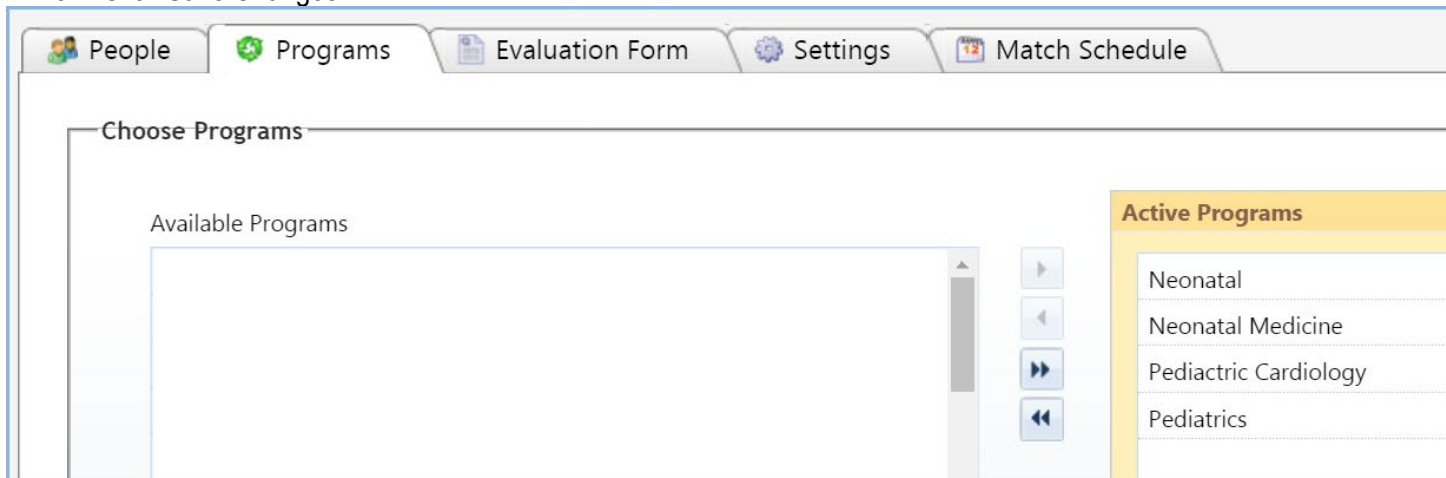 People Programs Evaluation Form Settings Match Schedule
Choose Programs
Available Programs
Active Programs
Neonatal
Neonatal Medicine
Pediactric Cardiology
Pediatrics